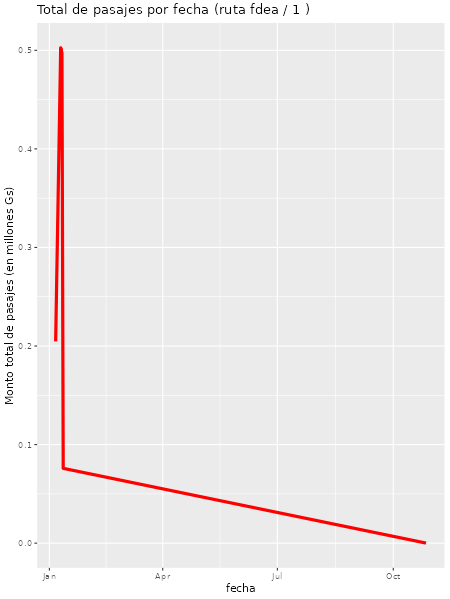 Total de pasajes por fecha (ruta fdea / 1 )
Monto total de pasajes (en millones Gs)
0.5
0.4
0.3
0.2
0.1
0.0
Jan
Apr
Jul
Oct
fecha